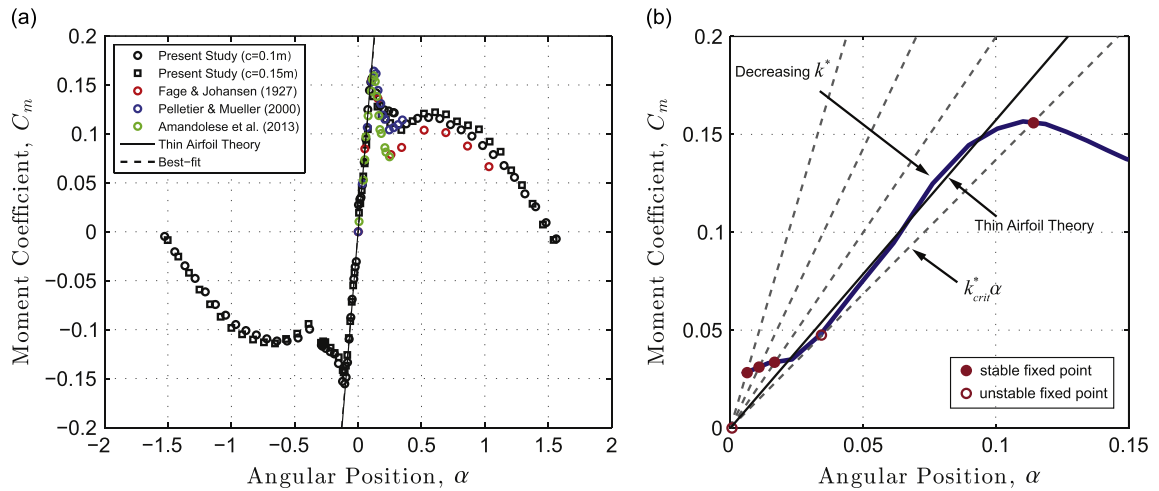 (a)
0.2
0.15
0.1
0.05
0
−0.05
−0.1
−0.15
−0.2
Moment Coefficient, C_m
Present Study (c=0.1m)
Present Study (c=0.15m)
Fage & Johansen (1927)
Pelletier & Mueller (2000)
Amandolese et al. (2013)
Thin Airfoil Theory
Best−fit
−2 −1.5 −1 −0.5 0 0.5 1 1.5 2
Angular Position, α
(b)
0.2
0.15
0.1
0.05
0
Moment Coefficient, C_m
Decreasing k*
Thin Airfoil Theory
k*_crit α
stable fixed point
unstable fixed point
0 0.05 0.1 0.15
Angular Position, α